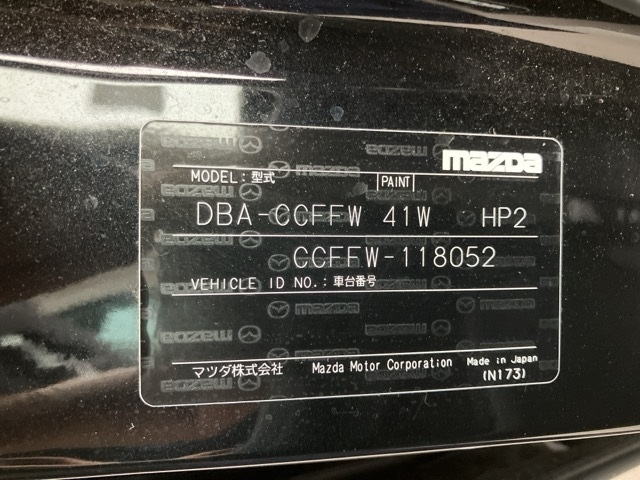 mazda
MODEL：型式 PAINT
DBA-CCFFW 41W HP2
CCFFW-118052
VEHICLE ID NO.：車台番号
マツダ株式会社 Mazda Motor Corporation Made in Japan
(N173)